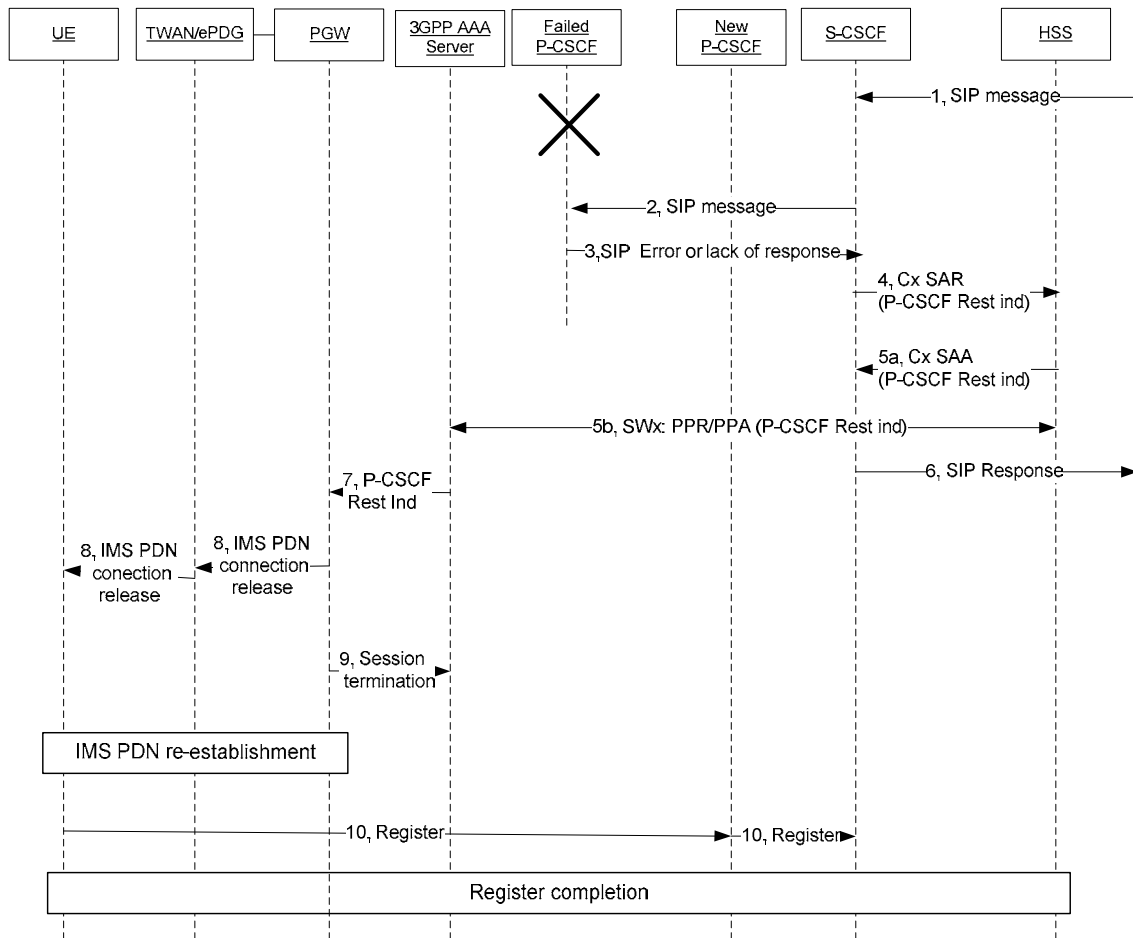 UE
TWAN/ePDG
PGW
3GPP AAA
Server
Failed
P-CSCF
New
P-CSCF
S-CSCF
HSS
1, SIP message
2, SIP message
3,SIP Error or lack of response
4, Cx SAR
(P-CSCF Rest ind)
5a, Cx SAA
(P-CSCF Rest ind)
5b, SWx: PPR/PPA (P-CSCF Rest ind)
6, SIP Response
7, P-CSCF
Rest Ind
8, IMS PDN
conection
release
8, IMS PDN
connection
release
9, Session
termination
IMS PDN re-establishment
10, Register
10, Register
Register completion